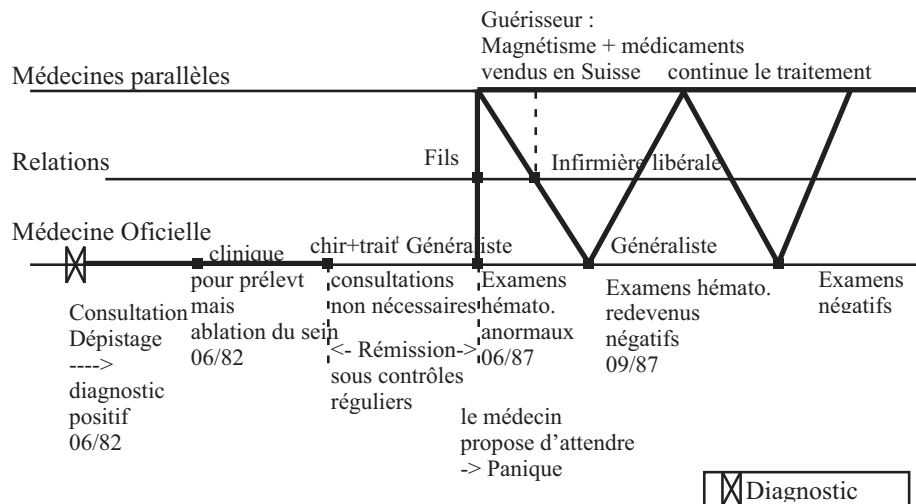 Guérisseur :
Magnétisme + médicaments
vendus en Suisse
continue le traitement
Médecines parallèles
Relations
Fils
Infirmière libérale
Médecine Oficielle
clinique
pour prélevt
mais
ablation du sein
06/82
chir+traitt
Généraliste
Généraliste
Consultation
Dépistage
---->
diagnostic
positif
06/82
consultations
non nécessaires
<- Rémission->
sous contrôles
réguliers
Examens
hémato.
anormaux
06/87
le médecin
propose d'attendre
-> Panique
Examens hémato.
redevenus
négatifs
09/87
Examens
négatifs
Diagnostic